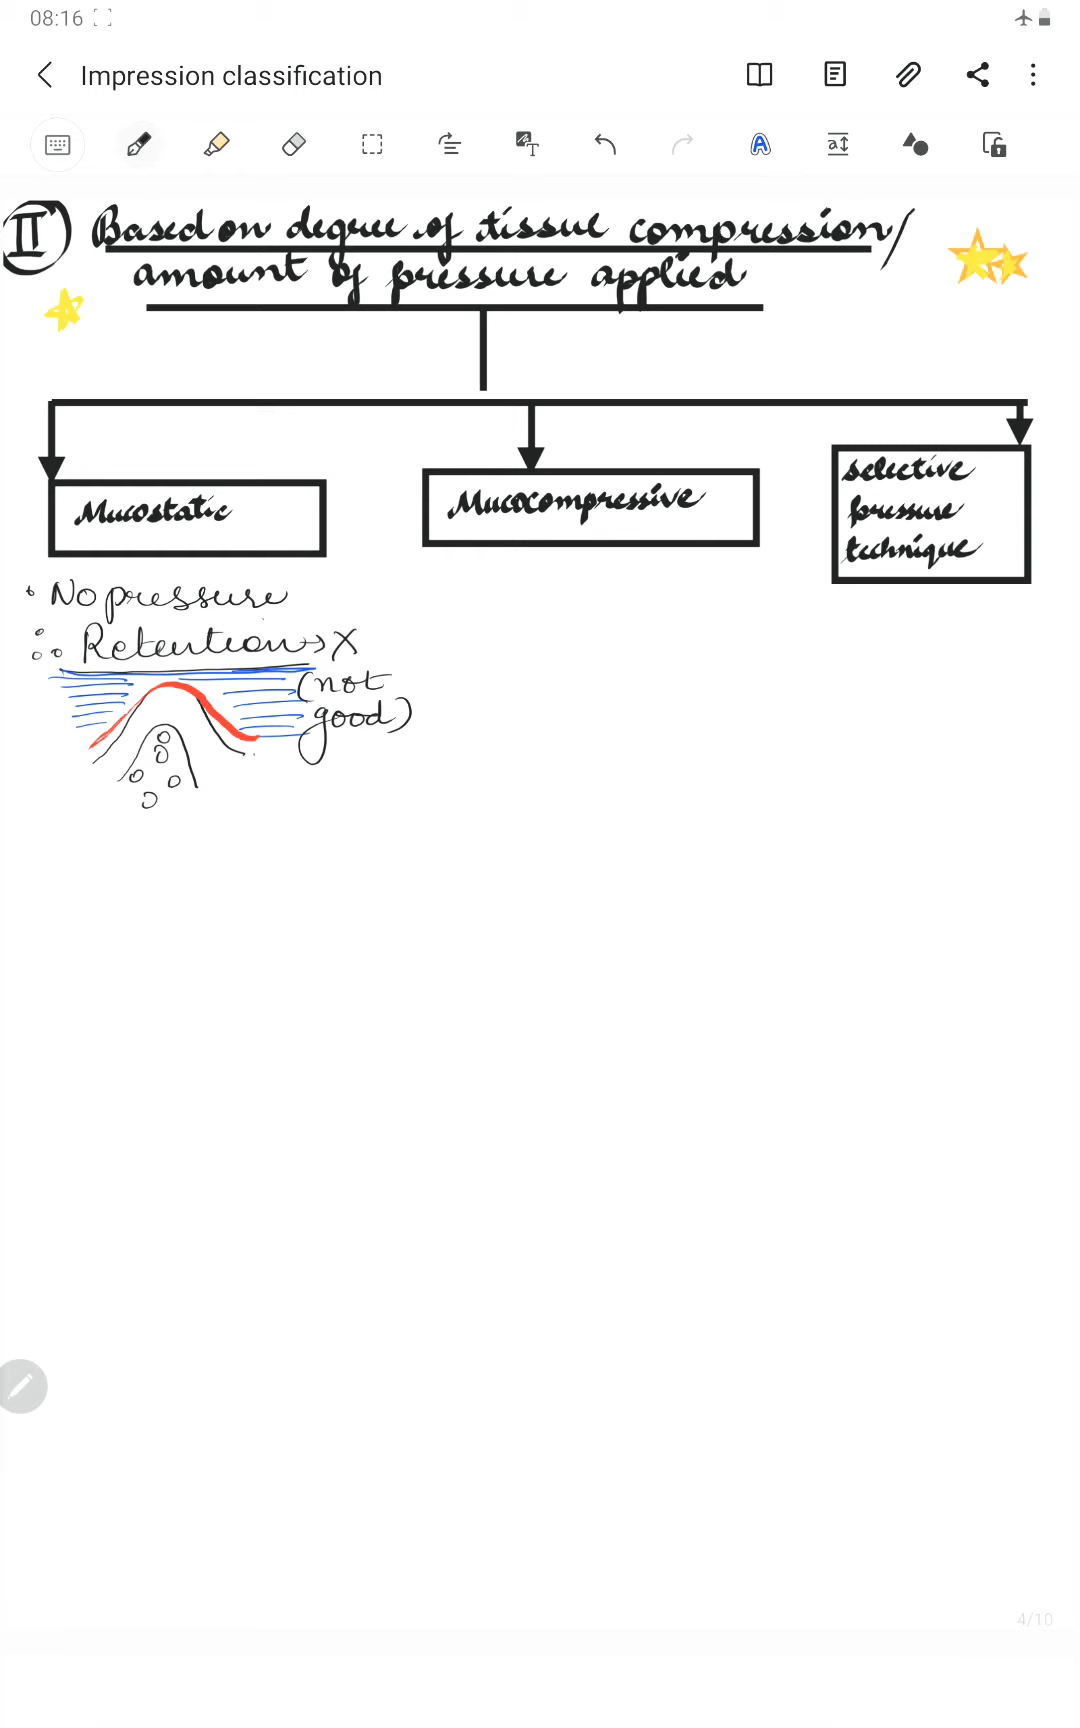 08:16
Impression classification
II) Based on degree of tissue compression/
amount of pressure applied
Mucostatic
Mucocompressive
selective
pressure
technique
• No pressure
∴ Retention → X
(not
good)
4/10